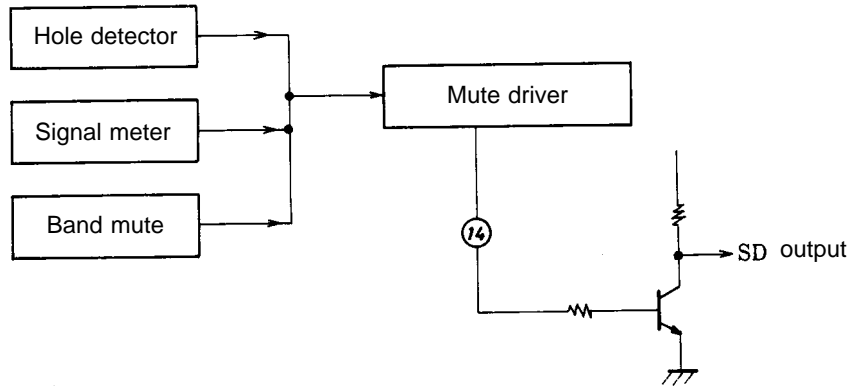 Hole detector
Mute driver
Signal meter
Band mute
14
SD output